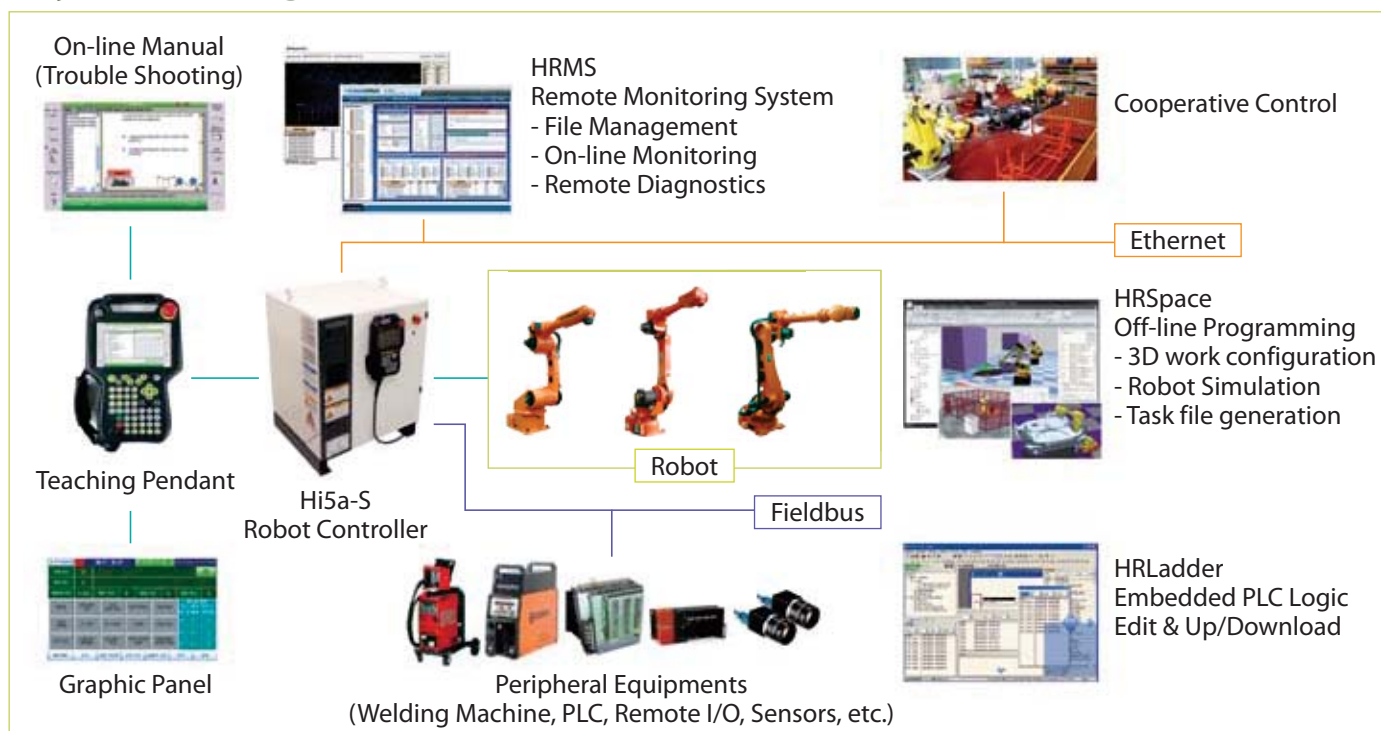 On-line Manual
(Trouble Shooting)
HRMS
Remote Monitoring System
- File Management
- On-line Monitoring
- Remote Diagnostics
Cooperative Control
Ethernet
Teaching Pendant
Hi5a-S
Robot Controller
Robot
HRSpace
Off-line Programming
- 3D work configuration
- Robot Simulation
- Task file generation
Fieldbus
Graphic Panel
Peripheral Equipments
(Welding Machine, PLC, Remote I/O, Sensors, etc.)
HRLadder
Embedded PLC Logic
Edit & Up/Download